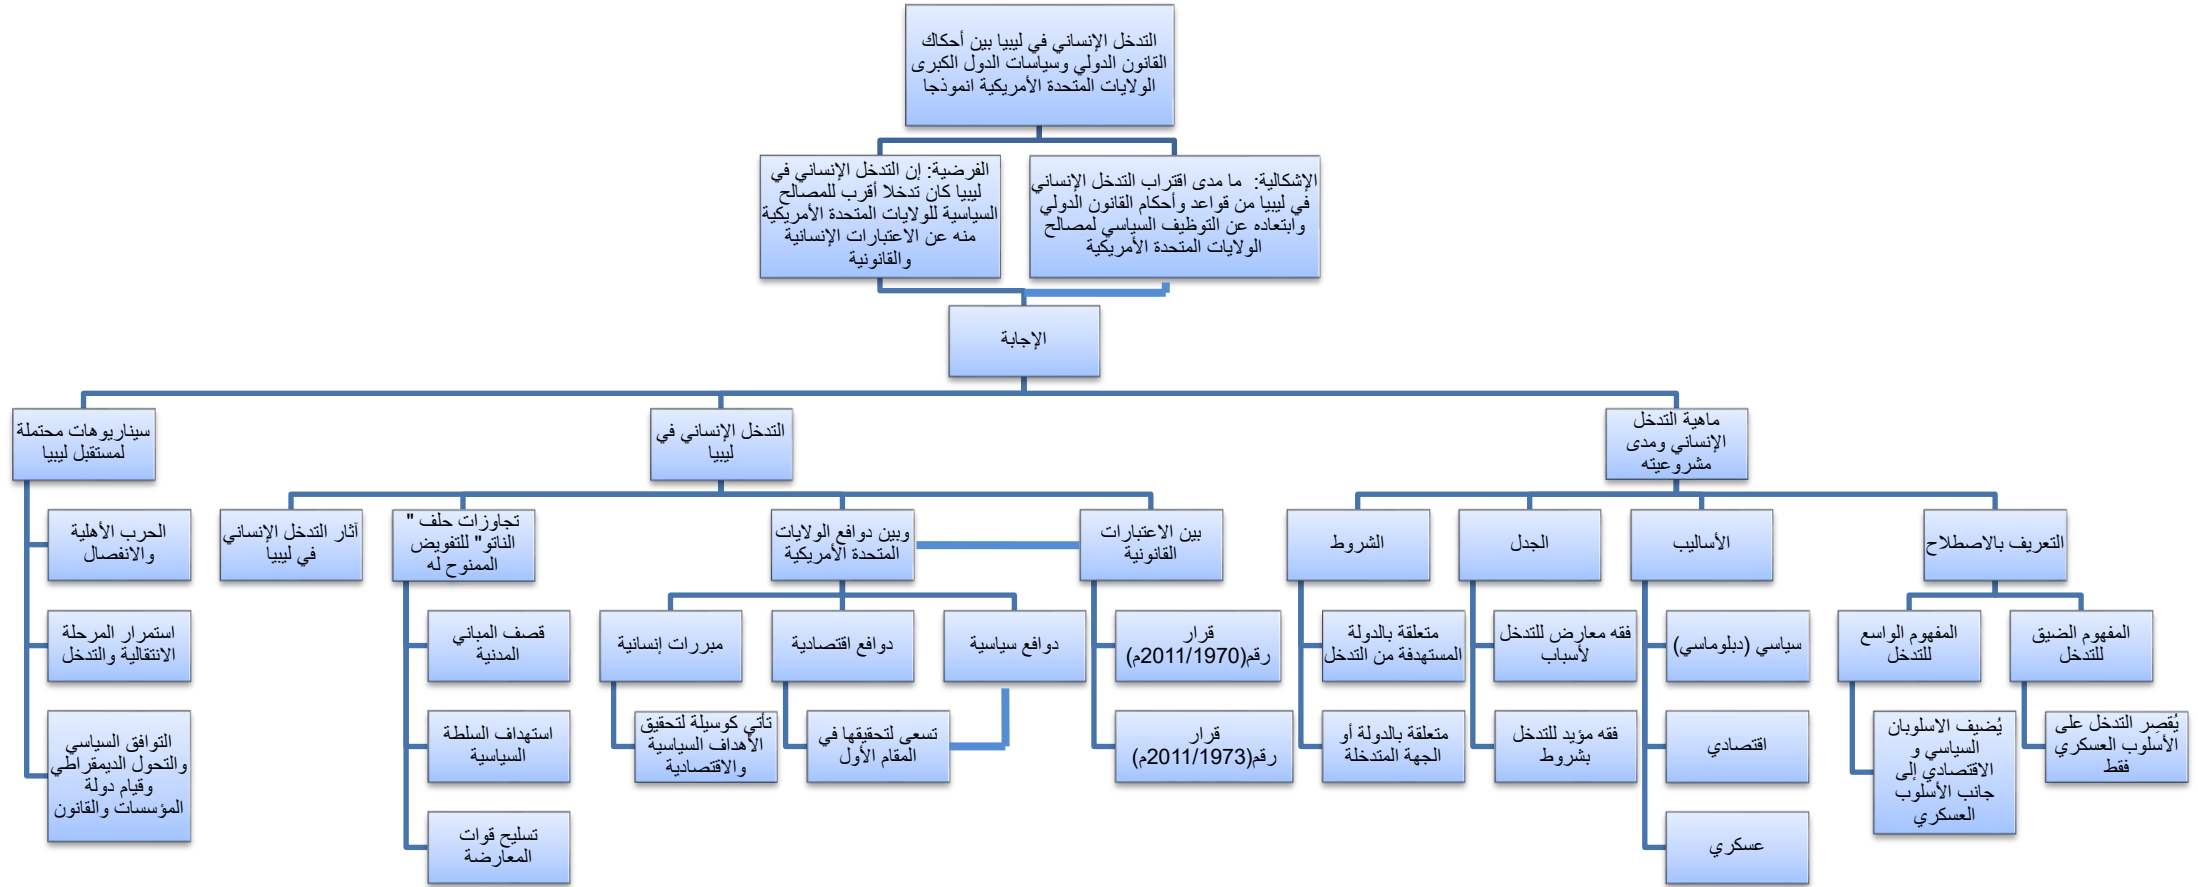 التدخل الإنساني في ليبيا بين أحكاك
القانون الدولي وسياسات الدول الكبرى
الولايات المتحدة الأمريكية انموذجا
الإشكالية: ما مدى اقتراب التدخل الإنساني
في ليبيا من قواعد وأحكام القانون الدولي
وابتعاده عن التوظيف السياسي لمصالح
الولايات المتحدة الأمريكية
الفرضية: إن التدخل الإنساني في
ليبيا كان تدخلا أقرب للمصالح
السياسية للولايات المتحدة الأمريكية
منه عن الاعتبارات الإنسانية
والقانونية
الإجابة
ماهية التدخل
الإنساني ومدى
مشروعيته
التدخل الإنساني في
ليبيا
سيناريوهات محتملة
لمستقبل ليبيا
التعريف بالاصطلاح
الأساليب
الجدل
الشروط
بين الاعتبارات
القانونية
وبين دوافع الولايات
المتحدة الأمريكية
تجاوزات حلف "
الناتو" للتفويض
الممنوح له
آثار التدخل الإنساني
في ليبيا
الحرب الأهلية
والانفصال
المفهوم الضيق
للتدخل
المفهوم الواسع
للتدخل
سياسي (دبلوماسي)
فقه معارض للتدخل
لأسباب
متعلقة بالدولة
المستهدفة من التدخل
قرار
رقم(2011/1970م)
دوافع سياسية
دوافع اقتصادية
مبررات إنسانية
قصف المباني
المدنية
استمرار المرحلة
الانتقالية والتدخل
يُقصِر التدخل على
الأسلوب العسكري
فقط
يُضيف الاسلوبان
السياسي و
الاقتصادي إلى
جانب الأسلوب
العسكري
اقتصادي
فقه مؤيد للتدخل
بشروط
متعلقة بالدولة أو
الجهة المتدخلة
قرار
رقم(2011/1973م)
تسعى لتحقيقها في
المقام الأول
تأتي كوسيلة لتحقيق
الأهداف السياسية
والاقتصادية
استهداف السلطة
السياسية
التوافق السياسي
والتحول الديمقراطي
وقيام دولة
المؤسسات والقانون
عسكري
تسليح قوات
المعارضة